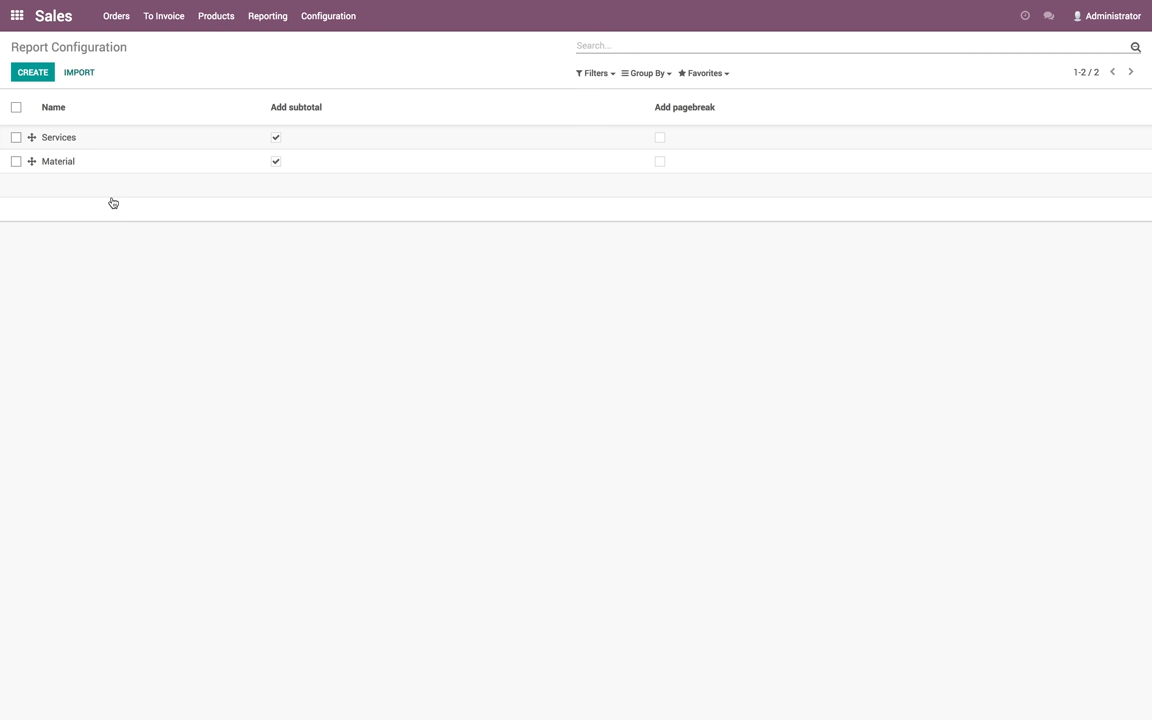 Sales Orders To Invoice Products Reporting Configuration Administrator
Report Configuration Search...
CREATE IMPORT Filters Group By Favorites 1-2 / 2
Name Add subtotal Add pagebreak
Services
Material